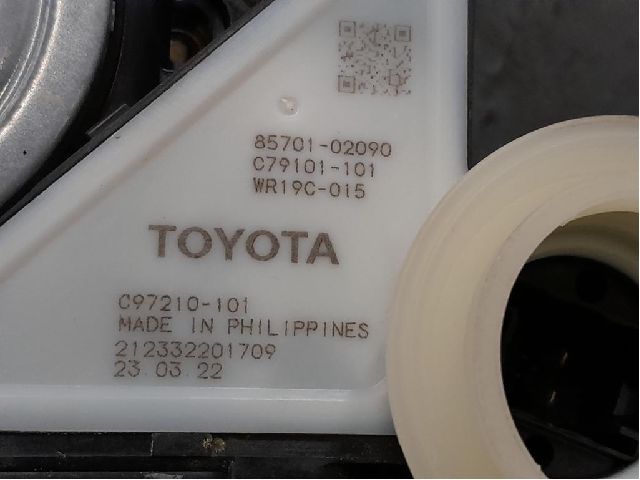 85701-02090
C79101-101
WR19C-015
TOYOTA
C97210-101
MADE IN PHILIPPINES
212332201709
23 03 22